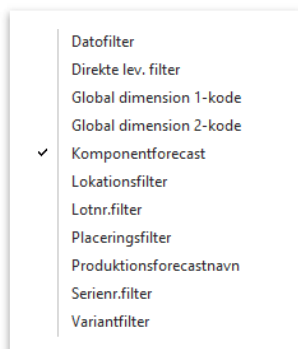 Datofilter
Direkte lev. filter
Global dimension 1-kode
Global dimension 2-kode
Komponentforecast
Lokationsfilter
Lotnr.filter
Placeringsfilter
Produktionsforecastnavn
Serienr.filter
Variantfilter